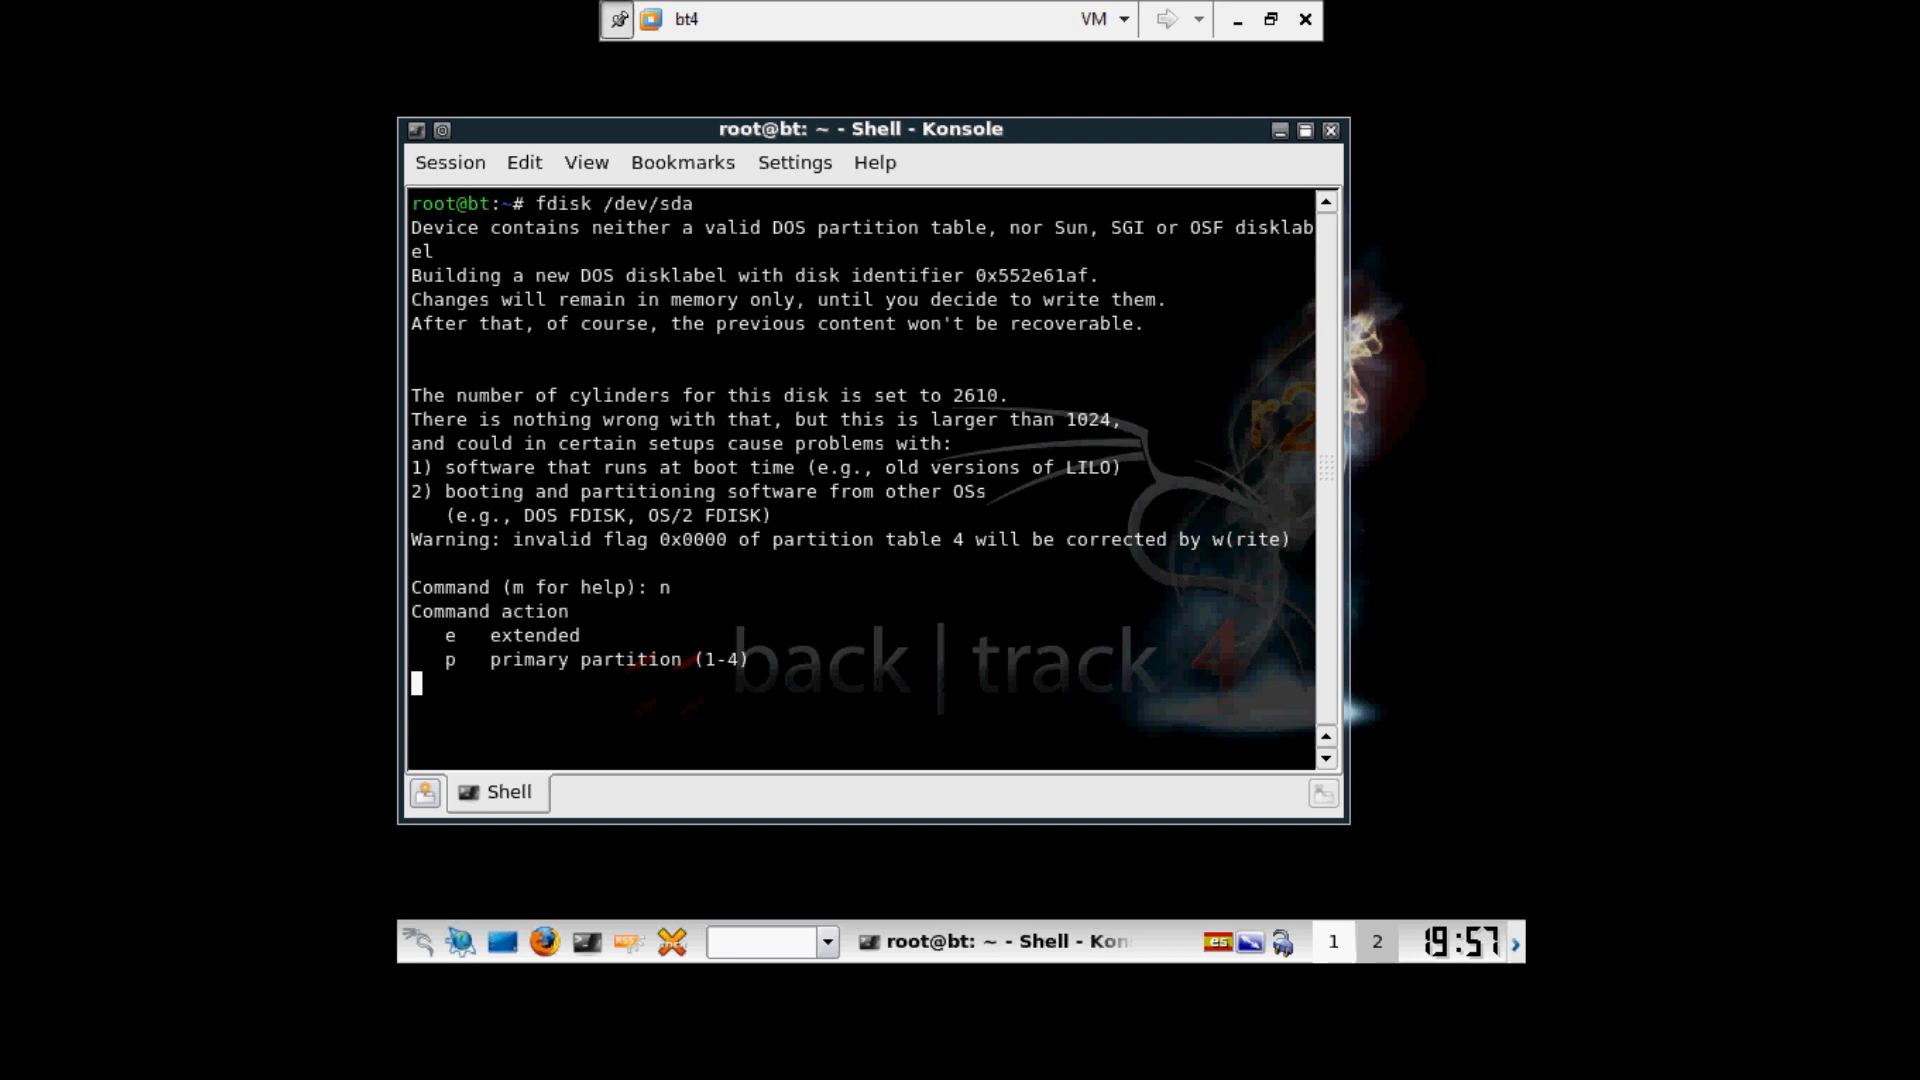 bt4
VM
root@bt: ~ - Shell - Konsole
Session Edit View Bookmarks Settings Help
root@bt:~# fdisk /dev/sda
Device contains neither a valid DOS partition table, nor Sun, SGI or OSF disklab
el
Building a new DOS disklabel with disk identifier 0x552e61af.
Changes will remain in memory only, until you decide to write them.
After that, of course, the previous content won't be recoverable.
The number of cylinders for this disk is set to 2610.
There is nothing wrong with that, but this is larger than 1024,
and could in certain setups cause problems with:
1) software that runs at boot time (e.g., old versions of LILO)
2) booting and partitioning software from other OSs
   (e.g., DOS FDISK, OS/2 FDISK)
Warning: invalid flag 0x0000 of partition table 4 will be corrected by w(rite)
Command (m for help): n
Command action
   e   extended
   p   primary partition (1-4)
back | track 4
Shell
root@bt: ~ - Shell - Kon
es
1
2
19:57